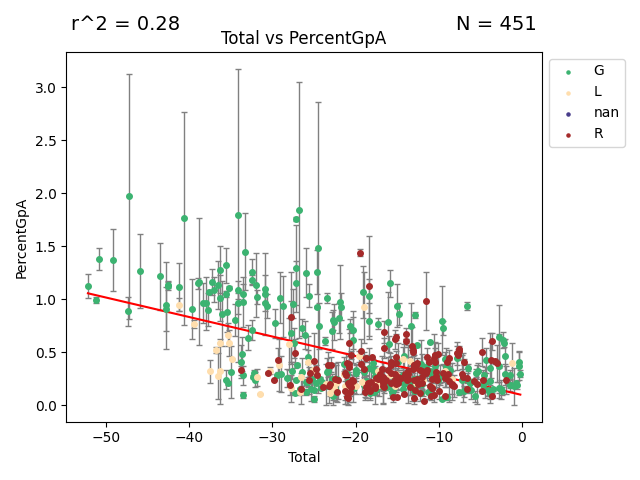 r^2 = 0.28
N = 451
Total vs PercentGpA
G
L
nan
R
PercentGpA
3.0
2.5
2.0
1.5
1.0
0.5
0.0
−50
−40
−30
−20
−10
0
Total